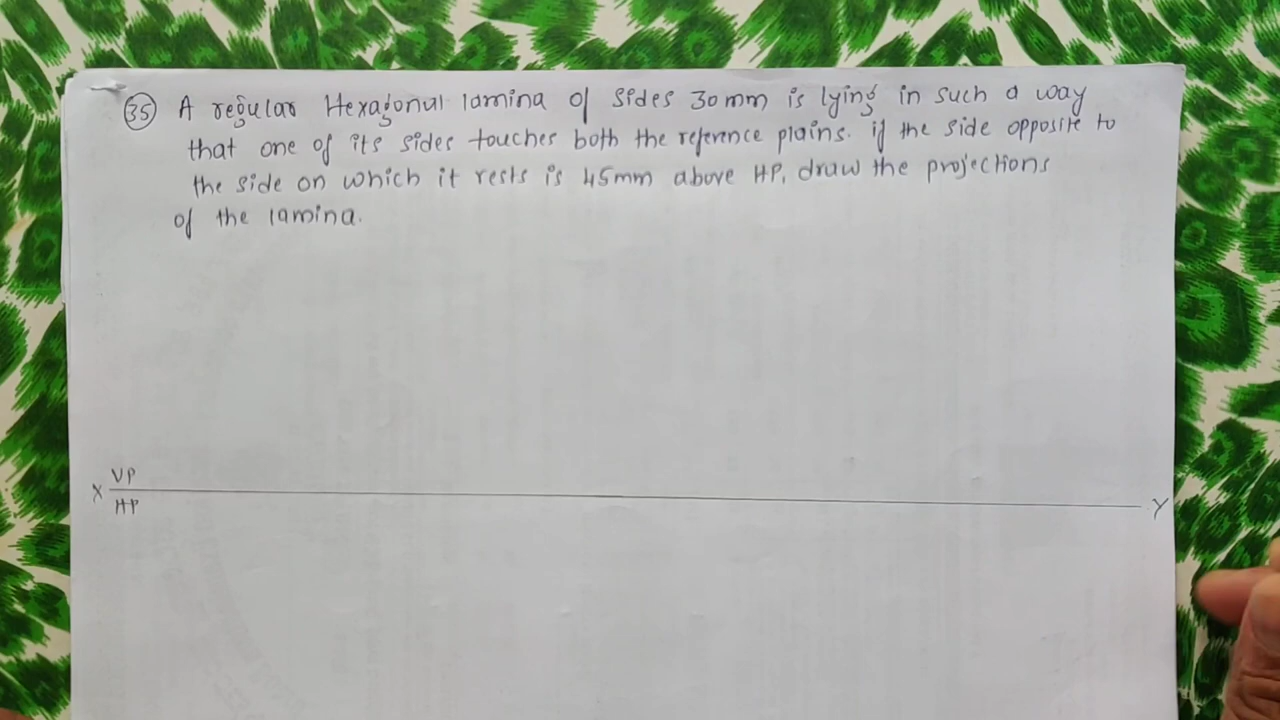 35 A regular Hexagonal lamina of sides 30mm is lying in such a way
that one of its sides touches both the reference plains. if the side opposite to
the side on which it rests is 45mm above HP, draw the projections
of the lamina.
VP
X Y
HP